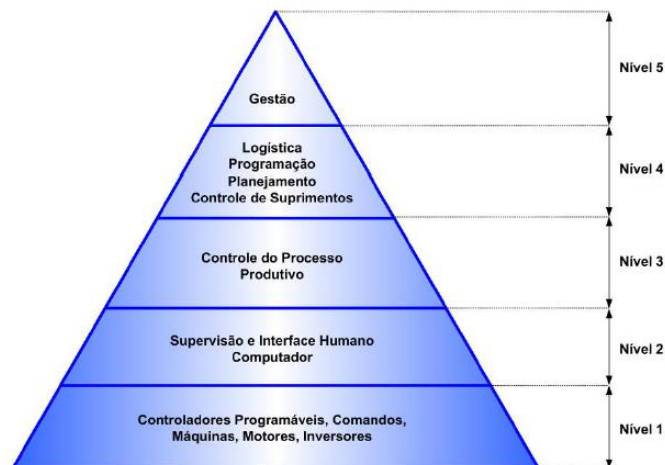 Gestão
Nível 5
Logística
Programação
Planejamento
Controle de Suprimentos
Nível 4
Controle do Processo
Produtivo
Nível 3
Supervisão e Interface Humano
Computador
Nível 2
Controladores Programáveis, Comandos,
Máquinas, Motores, Inversores
Nível 1